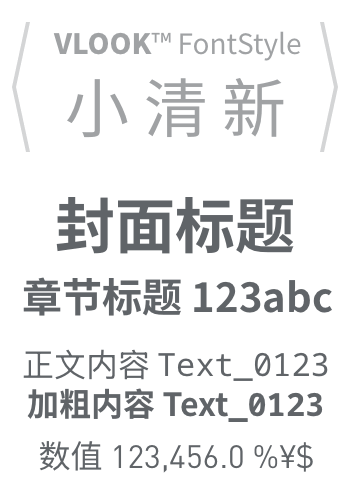 VLOOK™ FontStyle
小清新
封面标题
章节标题 123abc
正文内容 Text_0123
加粗内容 Text_0123
数值 123,456.0 %¥$